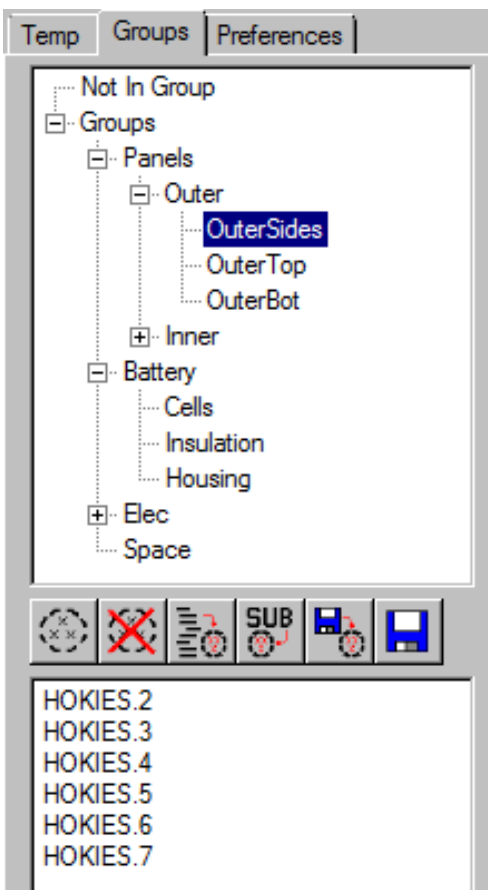 Temp Groups Preferences
Not In Group
Groups
Panels
Outer
OuterSides
OuterTop
OuterBot
Inner
Battery
Cells
Insulation
Housing
Elec
Space
SUB
HOKIES.2
HOKIES.3
HOKIES.4
HOKIES.5
HOKIES.6
HOKIES.7